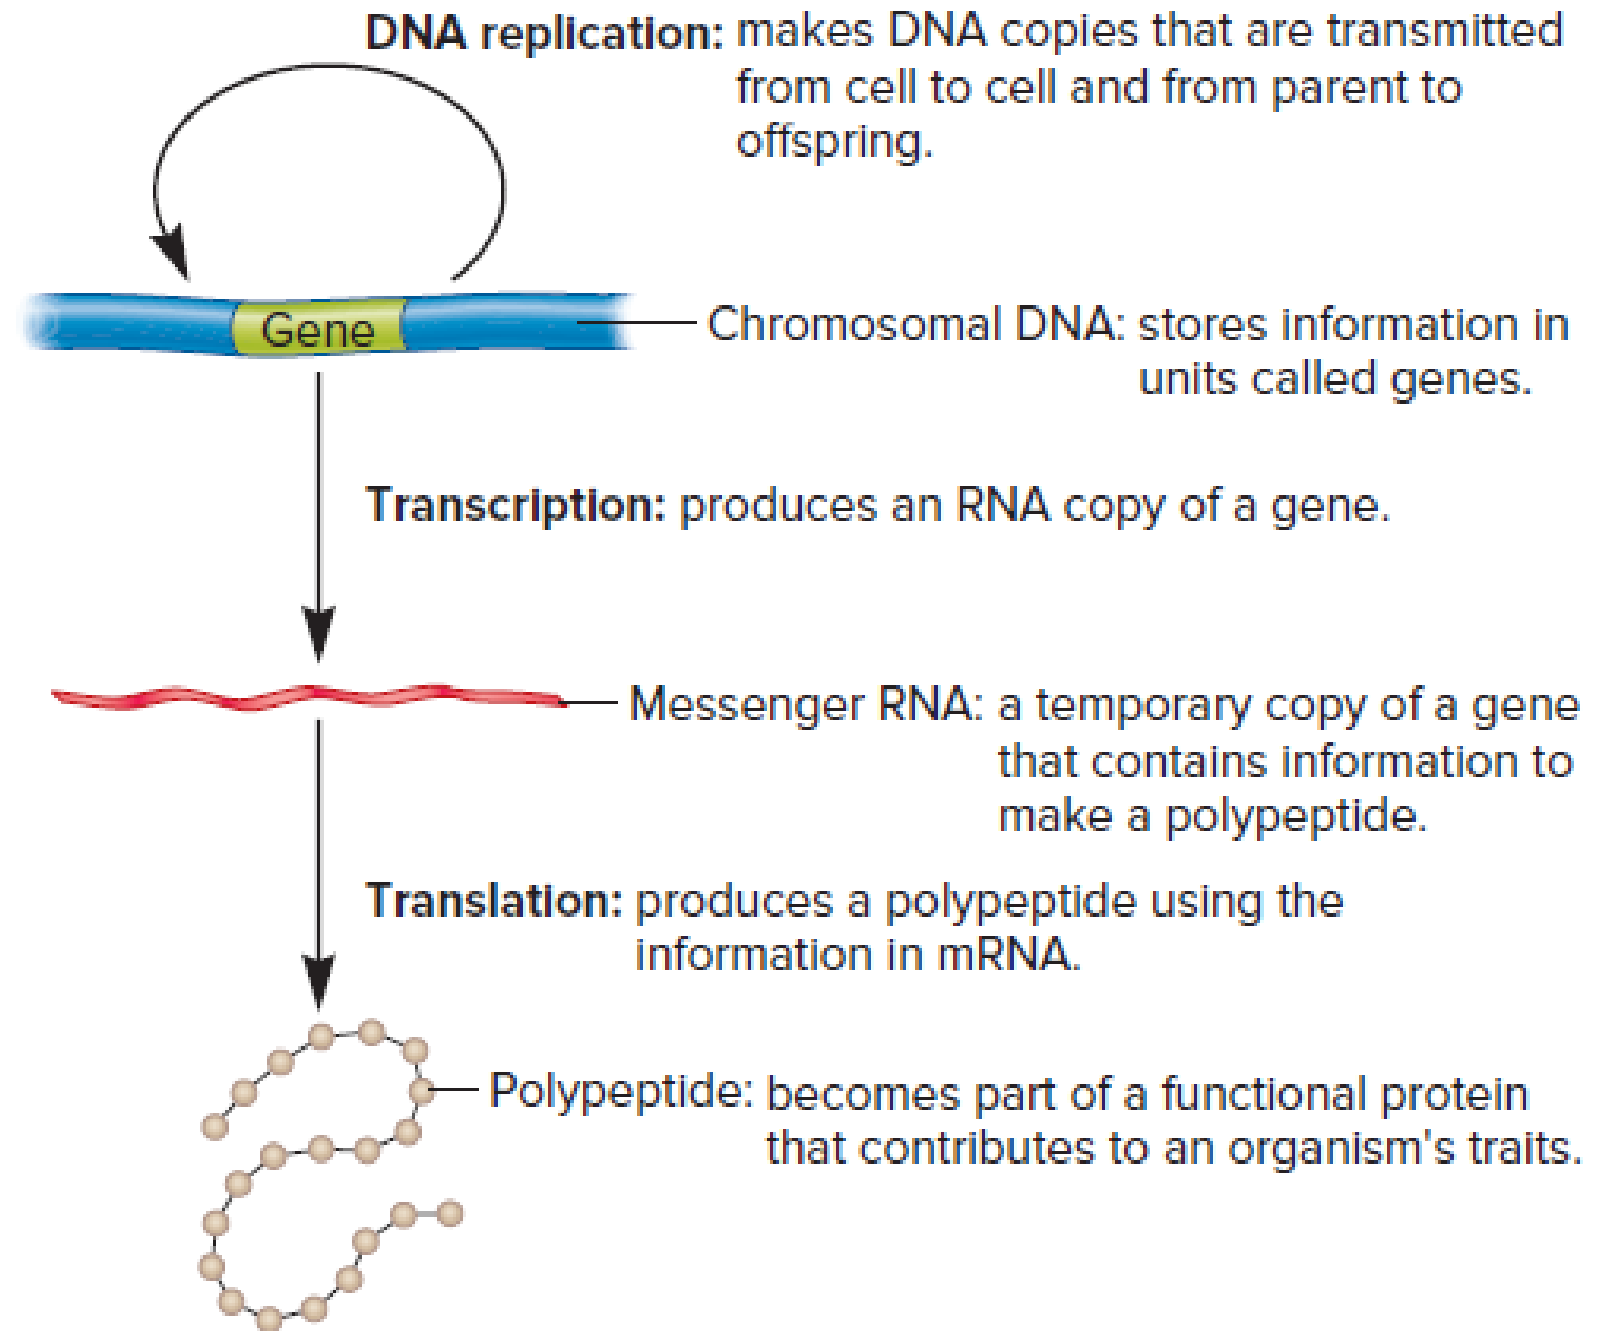 DNA replication: makes DNA copies that are transmitted
from cell to cell and from parent to
offspring.
Gene
Chromosomal DNA: stores information in
units called genes.
Transcription: produces an RNA copy of a gene.
Messenger RNA: a temporary copy of a gene
that contains information to
make a polypeptide.
Translation: produces a polypeptide using the
information in mRNA.
Polypeptide: becomes part of a functional protein
that contributes to an organism's traits.